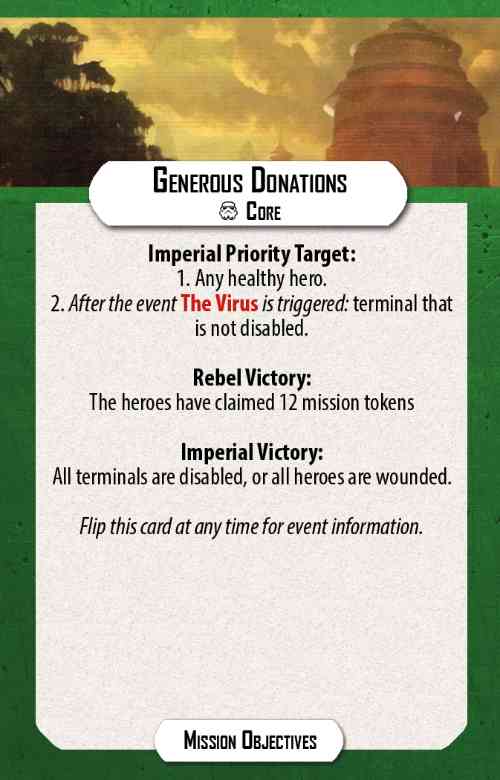 Generous Donations
Core
Imperial Priority Target:
1. Any healthy hero.
2. After the event The Virus is triggered: terminal that
is not disabled.
Rebel Victory:
The heroes have claimed 12 mission tokens
Imperial Victory:
All terminals are disabled, or all heroes are wounded.
Flip this card at any time for event information.
Mission Objectives